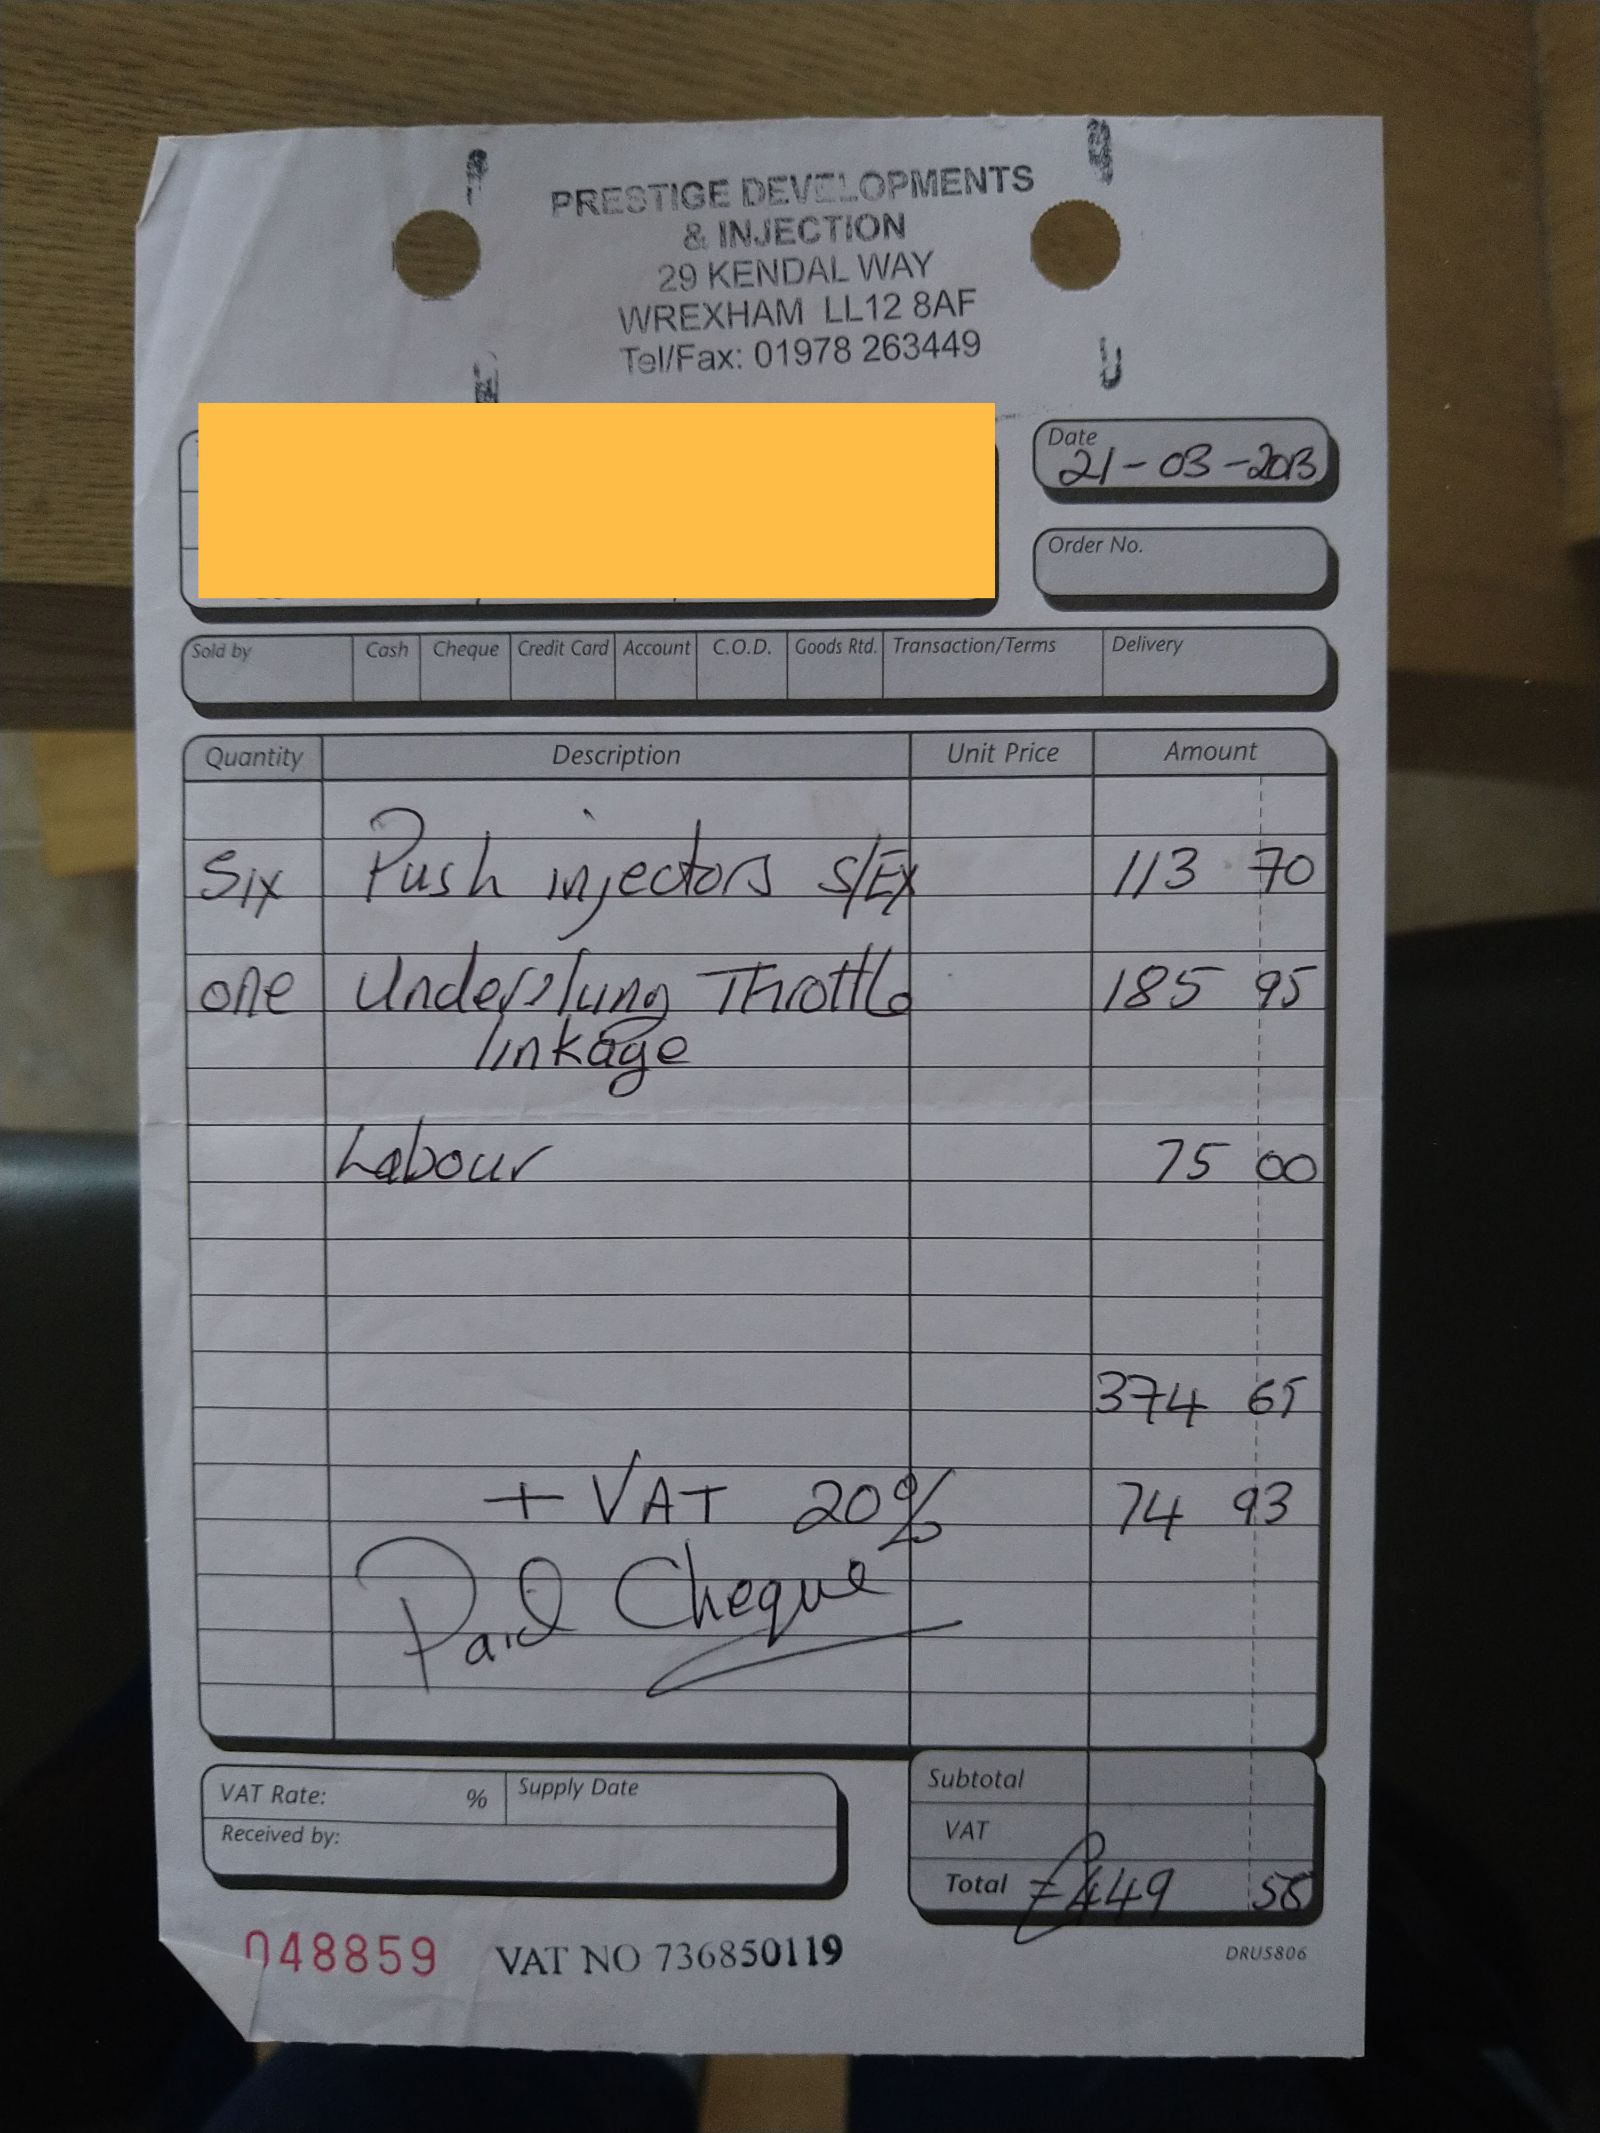 PRESTIGE DEVELOPMENTS
& INJECTION
29 KENDAL WAY
WREXHAM LL12 8AF
Tel/Fax: 01978 263449
Date
21-03-2013
Order No.
Sold by Cash Cheque Credit Card Account C.O.D. Goods Rtd. Transaction/Terms Delivery
Quantity Description Unit Price Amount
Six Push injectors S/Ex 113 70
one Underslung Throttle 185 95
linkage
Labour 75 00
374 65
+ VAT 20% 74 93
Paid Cheque
VAT Rate: % Supply Date
Received by:
Subtotal
VAT
Total £449 58
048859 VAT NO 736850119
DRUS806